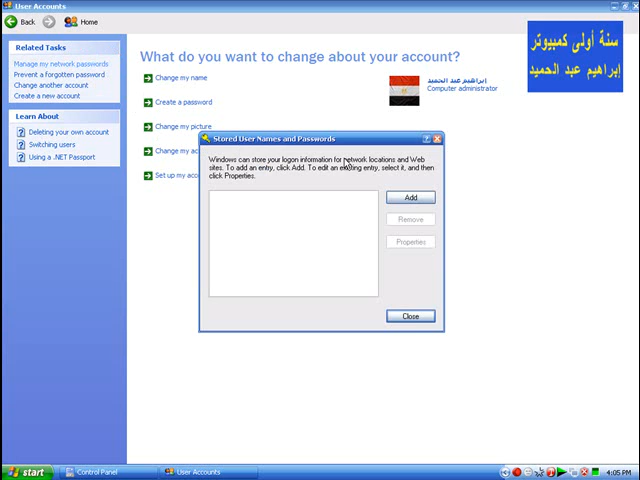 User Accounts
Back
Home
Related Tasks
Manage my network passwords
Prevent a forgotten password
Change another account
Create a new account
Learn About
Deleting your own account
Switching users
Using a .NET Passport
What do you want to change about your account?
Change my name
Create a password
Change my picture
Change my acc
Set up my acco
إبراهيم عبد الحميد
Computer administrator
سنة أولى كمبيوتر
إبراهيم عبد الحميد
Stored User Names and Passwords
Windows can store your logon information for network locations and Web
sites. To add an entry, click Add. To edit an existing entry, select it, and then
click Properties.
Add
Remove
Properties
Close
start
Control Panel
User Accounts
4:05 PM